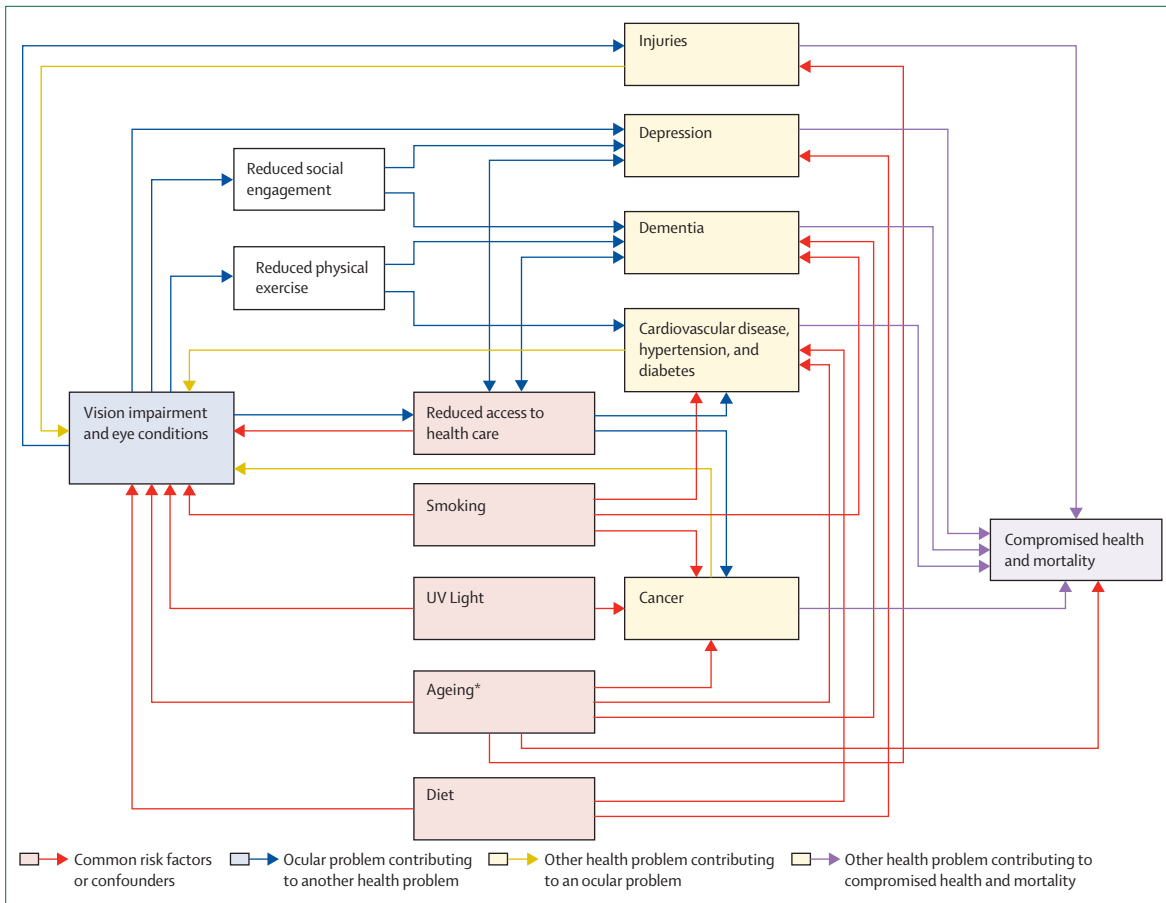 Injuries
Depression
Reduced social
engagement
Dementia
Reduced physical
exercise
Cardiovascular disease,
hypertension, and
diabetes
Vision impairment
and eye conditions
Reduced access to
health care
Smoking
Compromised health
and mortality
UV Light
Cancer
Ageing*
Diet
Common risk factors
or confounders
Ocular problem contributing
to another health problem
Other health problem contributing
to an ocular problem
Other health problem contributing to
compromised health and mortality